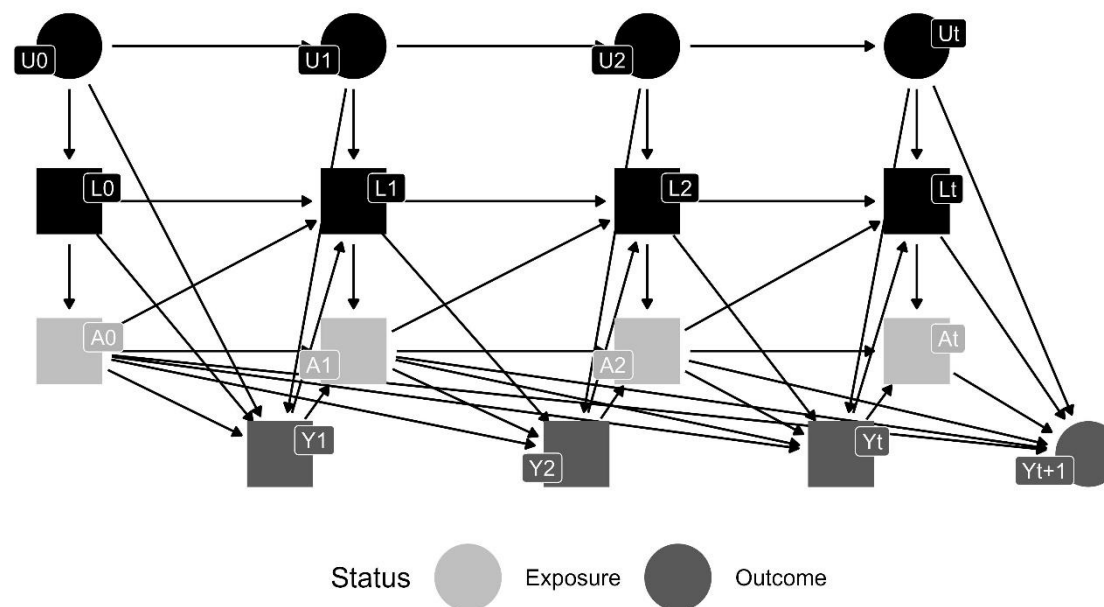 U0 U1 U2 Ut
L0 L1 L2 Lt
A0 A1 A2 At
Y1 Y2 Yt Yt+1
Status Exposure Outcome